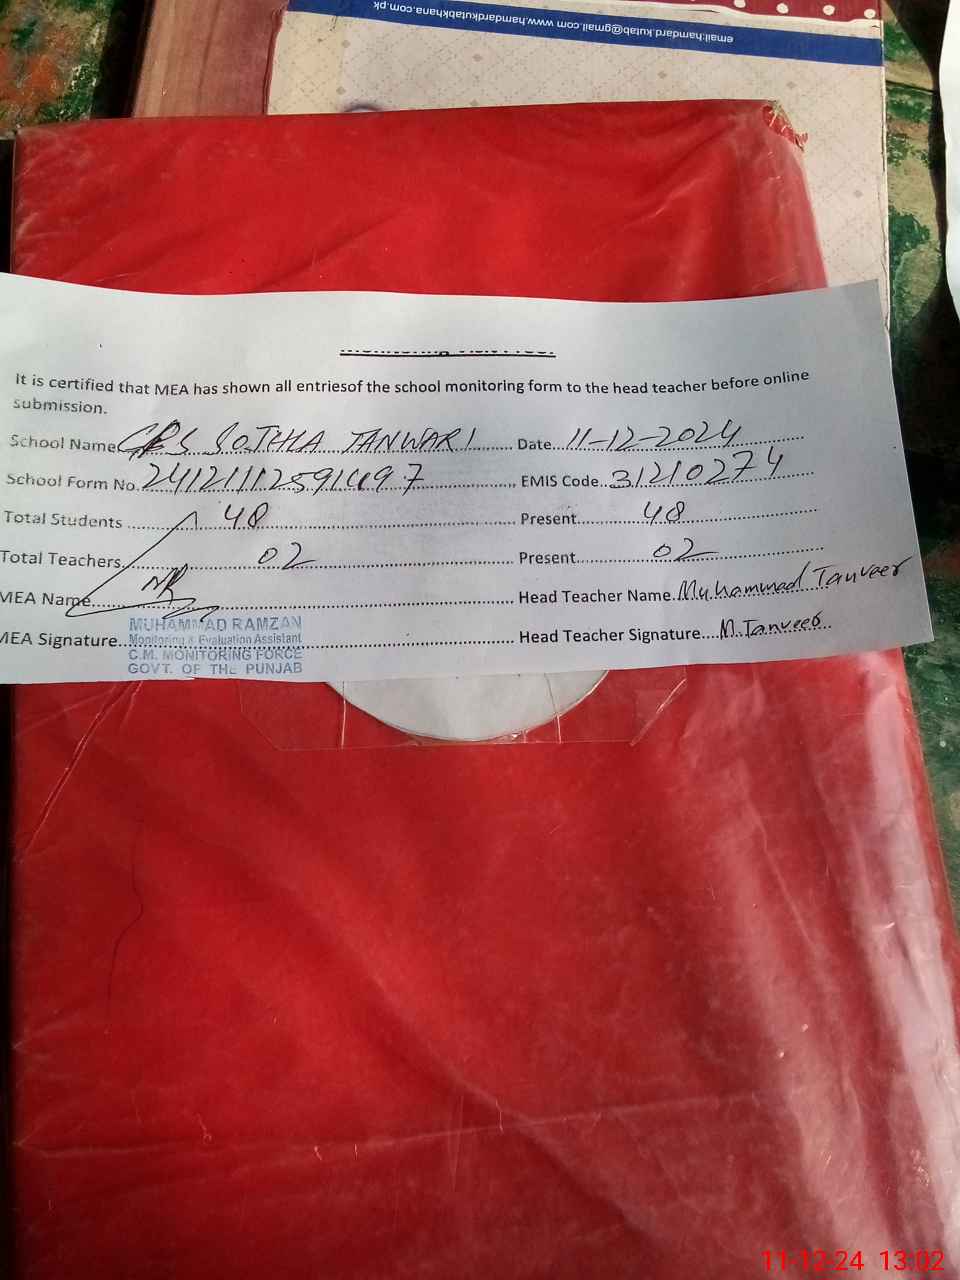 email:hamdard.kutabb@gmail.com www.hamdardkutabkhana.com.pk
It is certified that MEA has shown all entriesof the school monitoring form to the head teacher before online
submission.
School Name GPS SOTHLA TANWARI Date 11-12-2024
School Form No. EMIS Code 31210274
Total Students 48 Present 48
Total Teachers 02 Present 02
MEA Name Head Teacher Name Muhammad Tanveer
MEA Signature Head Teacher Signature M.Tanveer
MUHAMMAD RAMZAN
Monitoring & Evaluation Assistant
C.M. MONITORING FORCE
GOVT. OF THE PUNJAB
11-12-24 13:02